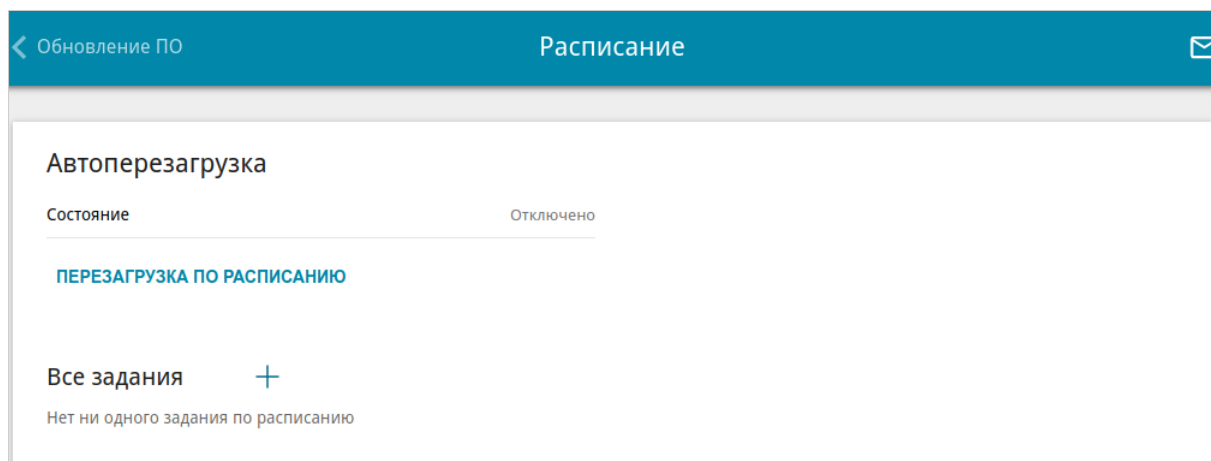 Обновление ПО
Расписание
Автоперезагрузка
Состояние
Отключено
ПЕРЕЗАГРУЗКА ПО РАСПИСАНИЮ
Все задания
Нет ни одного задания по расписанию